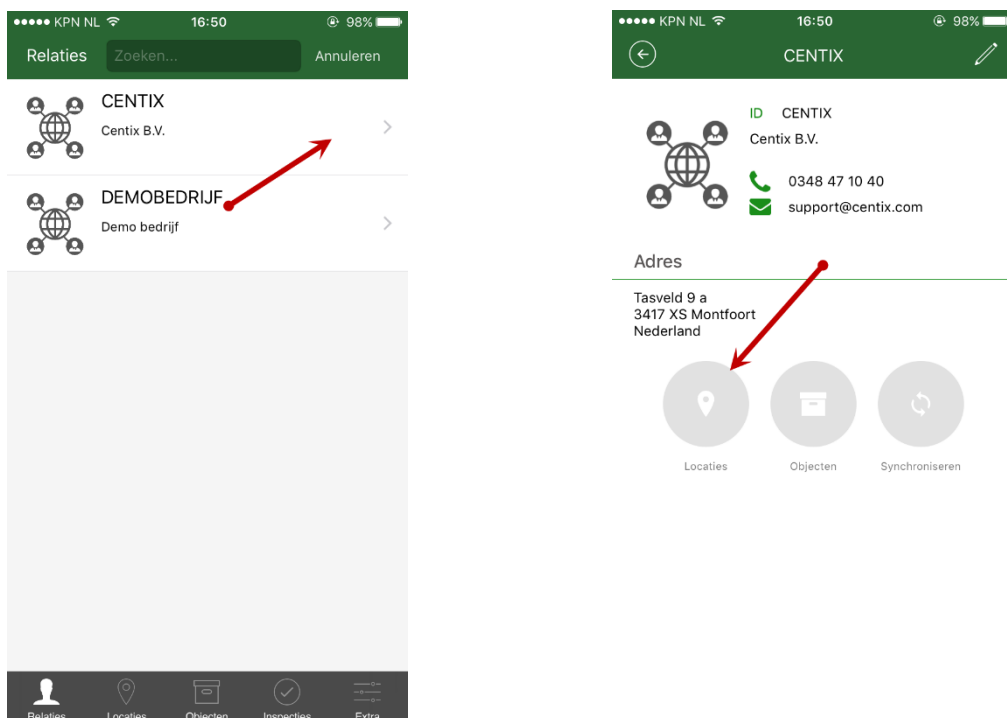 KPN NL 16:50 98%
Relaties Zoeken... Annuleren
CENTIX
Centix B.V.
DEMOBEDRIJF
Demo bedrijf
Relaties Locaties Objecten Inspecties Extra
KPN NL 16:50 98%
CENTIX
ID CENTIX
Centix B.V.
0348 47 10 40
support@centix.com
Adres
Tasveld 9 a
3417 XS Montfoort
Nederland
Locaties Objecten Synchroniseren